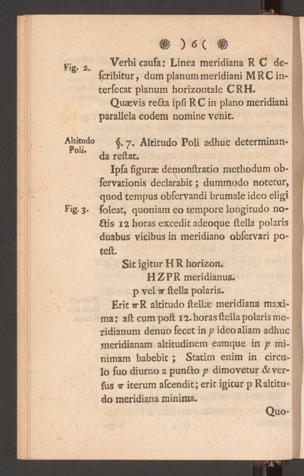 ❁ ) 6 ( ❁
Verbi causa: Linea meridiana R C de-
Fig. 2.
scribitur, dum planum meridiani MRC in-
tersecat planum horizontale CRH.
Quævis recta ipsi RC in plano meridiani
parallela eodem nomine venit.
Altitudo Poli.
§. 7. Altitudo Poli adhuc determinan-
da restat.
Ipsa figuræ demonstratio methodum ob-
servationis declarabit; dummodo notetur,
quod tempus observandi brumale ideo eligi
Fig. 3.
soleat, quoniam eo tempore longitudo no-
ctis 12 horas excedit adeoque stella polaris
duabus vicibus in meridiano observari po-
test.
Sit igitur HR horizon.
HZPR meridianus.
p vel π stella polaris.
Erit πR altitudo stellæ meridiana maxi-
ma: ast cum post 12. horas stella polaris me-
ridianum denuo secet in p ideo aliam adhuc
meridianam altitudinem eamque in p mi-
nimam habebit; Statim enim in circu-
lo suo diurno a puncto p dimovetur & ver-
sus π iterum ascendit; erit igitur p R altitu-
do meridiana minima.
Quo-